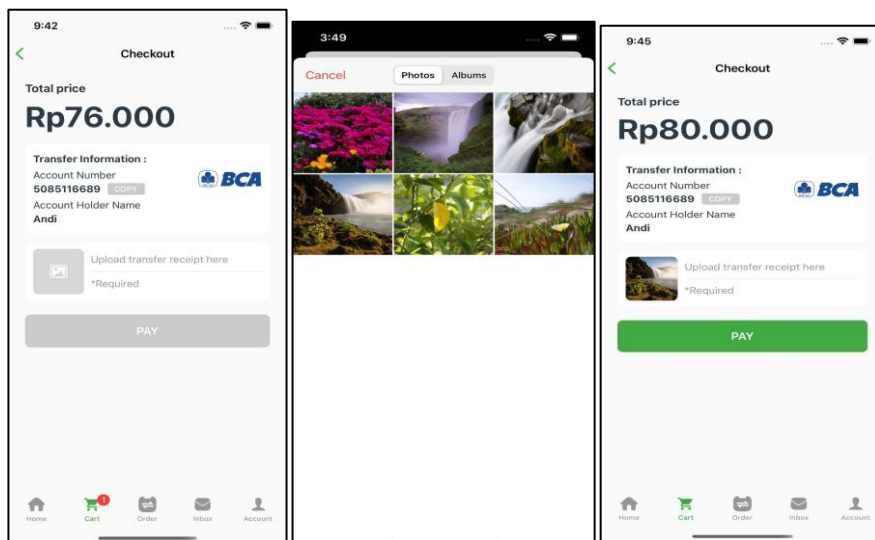 9:42
Checkout
Total price
Rp76.000
Transfer Information :
Account Number
5085116689 COPY
BCA
Account Holder Name
Andi
Upload transfer receipt here
*Required
PAY
1
Home Cart Order Inbox Account
3:49
Cancel Photos Albums
9:45
Checkout
Total price
Rp80.000
Transfer Information :
Account Number
5085116689 COPY
BCA
Account Holder Name
Andi
Upload transfer receipt here
*Required
PAY
Home Cart Order Inbox Account